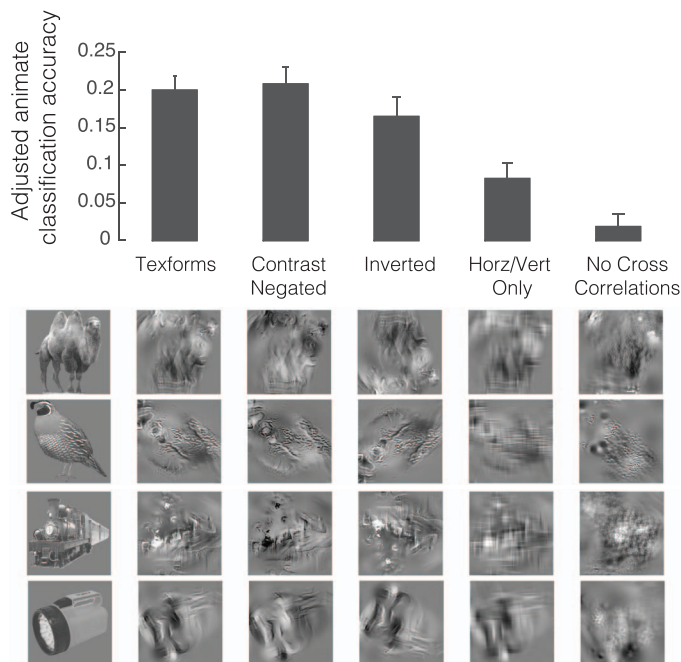 Adjusted animate
classification accuracy
0.25
0.2
0.15
0.1
0.05
0
Texforms
Contrast
Negated
Inverted
Horz/Vert
Only
No Cross
Correlations